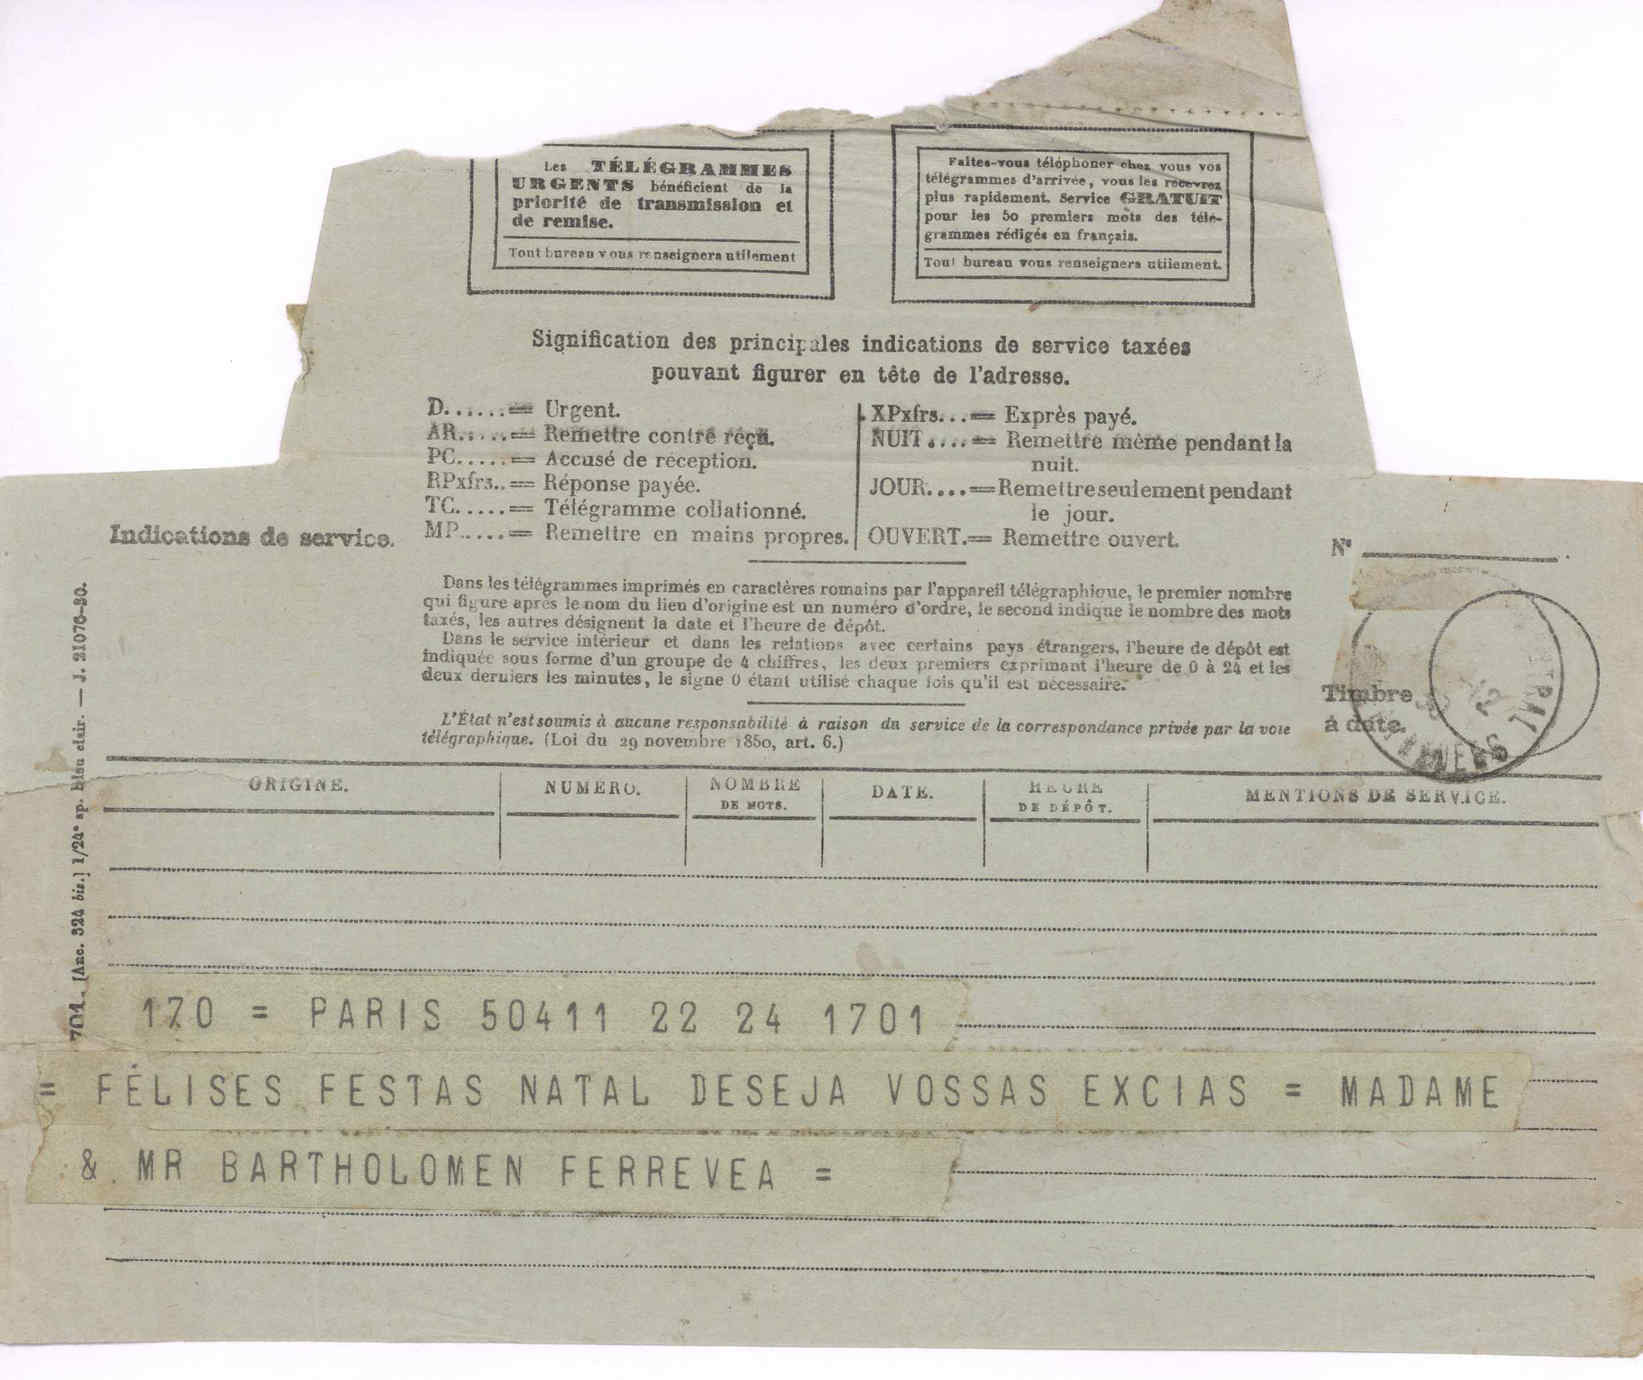 Les TÉLÉGRAMMES
URGENTS bénéficient de la
priorité de transmission et
de remise.
Tout bureau vous renseignera utilement
Faites-vous téléphoner chez vous vos
télégrammes d'arrivée, vous les recevrez
plus rapidement. Service GRATUIT
pour les 50 premiers mots des télé-
grammes rédigés en français.
Tout bureau vous renseignera utilement.
Signification des principales indications de service taxées
pouvant figurer en tête de l'adresse.
D......= Urgent.
AR.....= Remettre contre reçu.
PC.....= Accusé de réception.
RPxfrs..= Réponse payée.
TC.....= Télégramme collationné.
MP.....= Remettre en mains propres.
XPxfrs...= Exprès payé.
NUIT....= Remettre même pendant la
nuit.
JOUR....=Remettre seulement pendant
le jour.
OUVERT.= Remettre ouvert.
Indications de service.
N°
Dans les télégrammes imprimés en caractères romains par l'appareil télégraphique, le premier nombre
qui figure après le nom du lieu d'origine est un numéro d'ordre, le second indique le nombre des mots
taxés, les autres désignent la date et l'heure de dépôt.
Dans le service intérieur et dans les relations avec certains pays étrangers, l'heure de dépôt est
indiquée sous forme d'un groupe de 4 chiffres, les deux premiers exprimant l'heure de 0 à 24 et les
deux derniers les minutes, le signe 0 étant utilisé chaque fois qu'il est nécessaire.
L'État n'est soumis à aucune responsabilité à raison du service de la correspondance privée par la voie
télégraphique. (Loi du 29 novembre 1850, art. 6.)
Timbre
à date.
701. [Anc. 324 bis.] 1/24e sp. bleu clair. — J. 21076-30.
ORIGINE. NUMÉRO. NOMBRE DE MOTS. DATE. HEURE DE DÉPÔT. MENTIONS DE SERVICE.
170 = PARIS 50411 22 24 1701
= FÉLISES FESTAS NATAL DESEJA VOSSAS EXCIAS = MADAME
& MR BARTHOLOMEN FERREVEA =